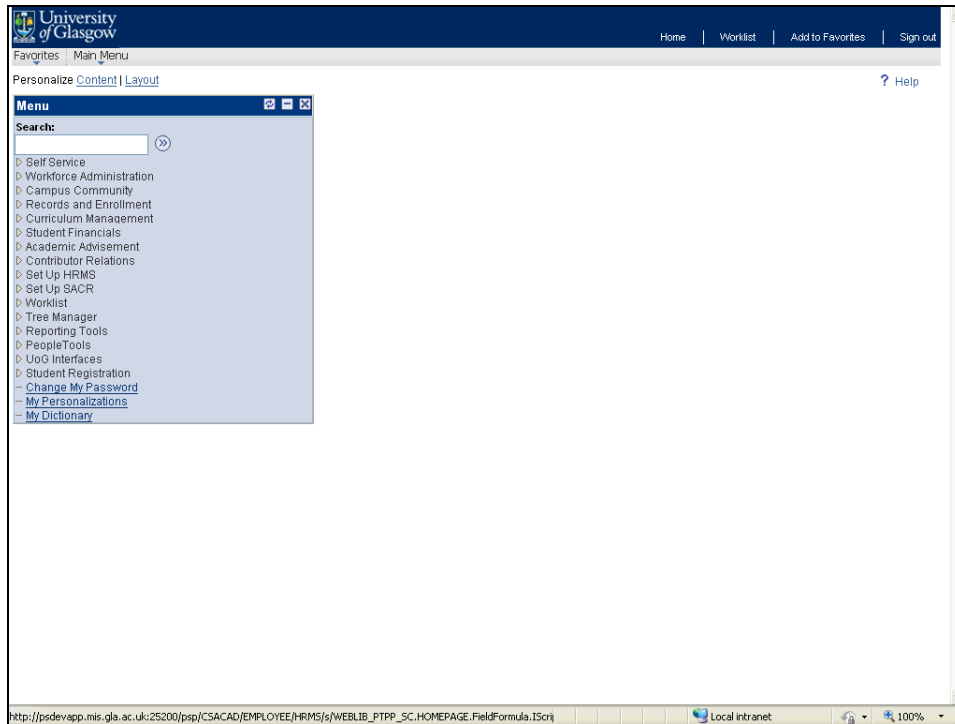 University
of Glasgow
Home | Worklist | Add to Favorites | Sign out
Favorites Main Menu
Personalize Content | Layout
? Help
Menu
Search:
Self Service
Workforce Administration
Campus Community
Records and Enrollment
Curriculum Management
Student Financials
Academic Advisement
Contributor Relations
Set Up HRMS
Set Up SACR
Worklist
Tree Manager
Reporting Tools
PeopleTools
UoG Interfaces
Student Registration
Change My Password
My Personalizations
My Dictionary
http://psdevapp.mis.gla.ac.uk:25200/psp/CSACAD/EMPLOYEE/HRMS/s/WEBLIB_PTPP_SC.HOMEPAGE.FieldFormula.IScri Local intranet 100%